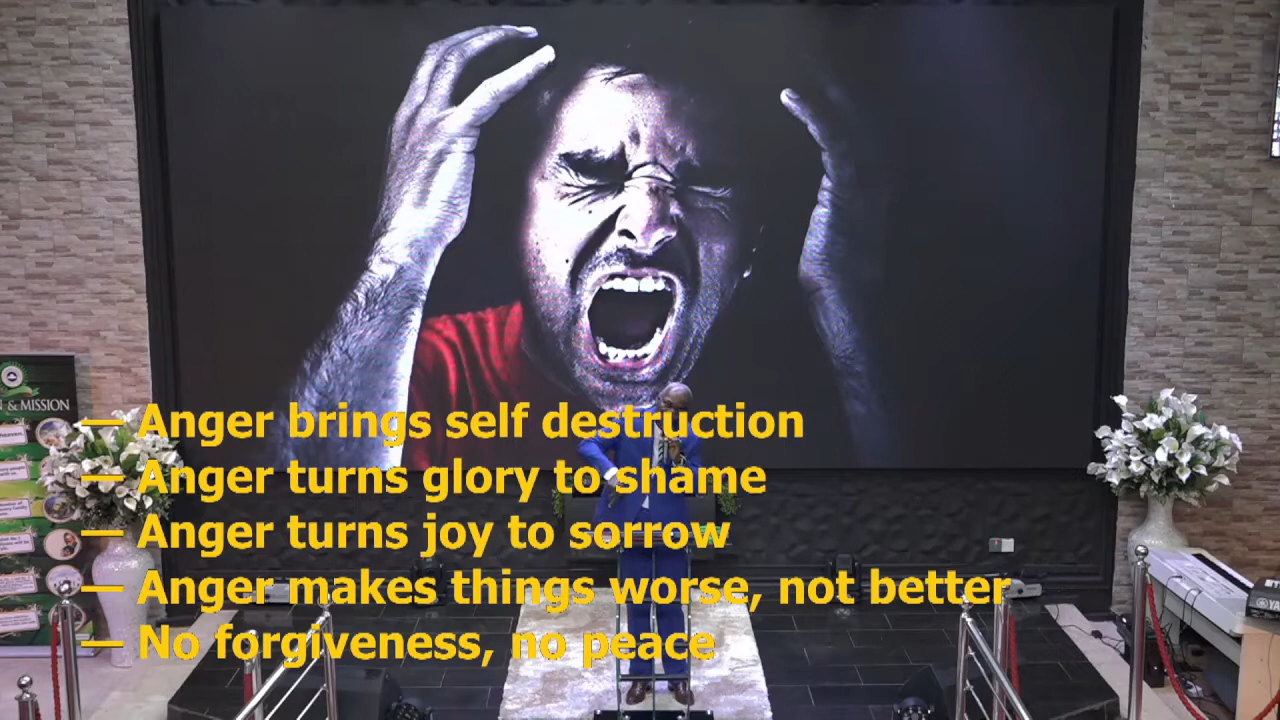 — Anger brings self destruction
— Anger turns glory to shame
— Anger turns joy to sorrow
— Anger makes things worse, not better
— No forgiveness, no peace
& MISSION